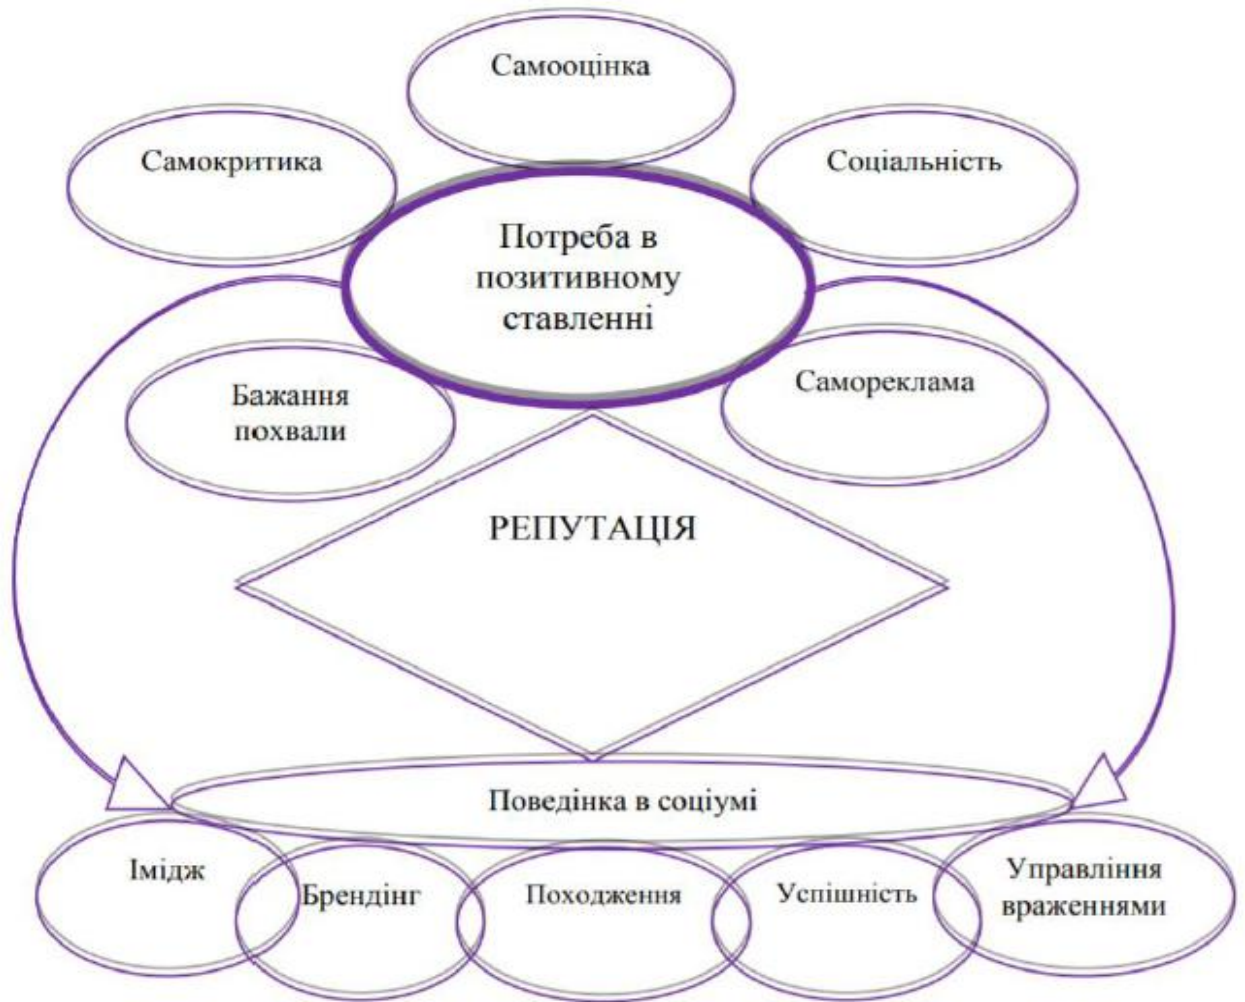 Самооцінка
Самокритика
Соціальність
Потреба в
позитивному
ставленні
Бажання
похвали
Самореклама
РЕПУТАЦІЯ
Поведінка в соціумі
Імідж
Брендінг
Походження
Успішність
Управління
враженнями